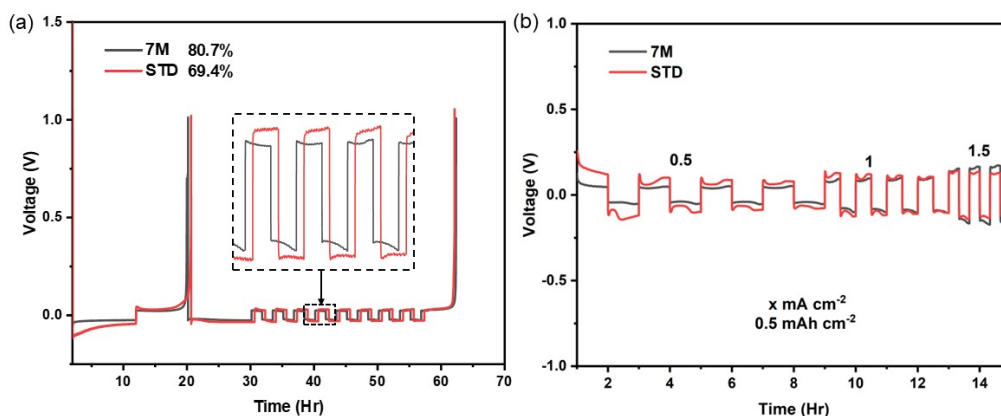 (a)
7M 80.7%
STD 69.4%
1.5
1.0
0.5
0.0
Voltage (V)
10 20 30 40 50 60 70
Time (Hr)
(b)
7M
STD
1.0
0.5
0.0
-0.5
-1.0
Voltage (V)
0.5
1
1.5
x mA cm-2
0.5 mAh cm-2
2 4 6 8 10 12 14
Time (Hr)